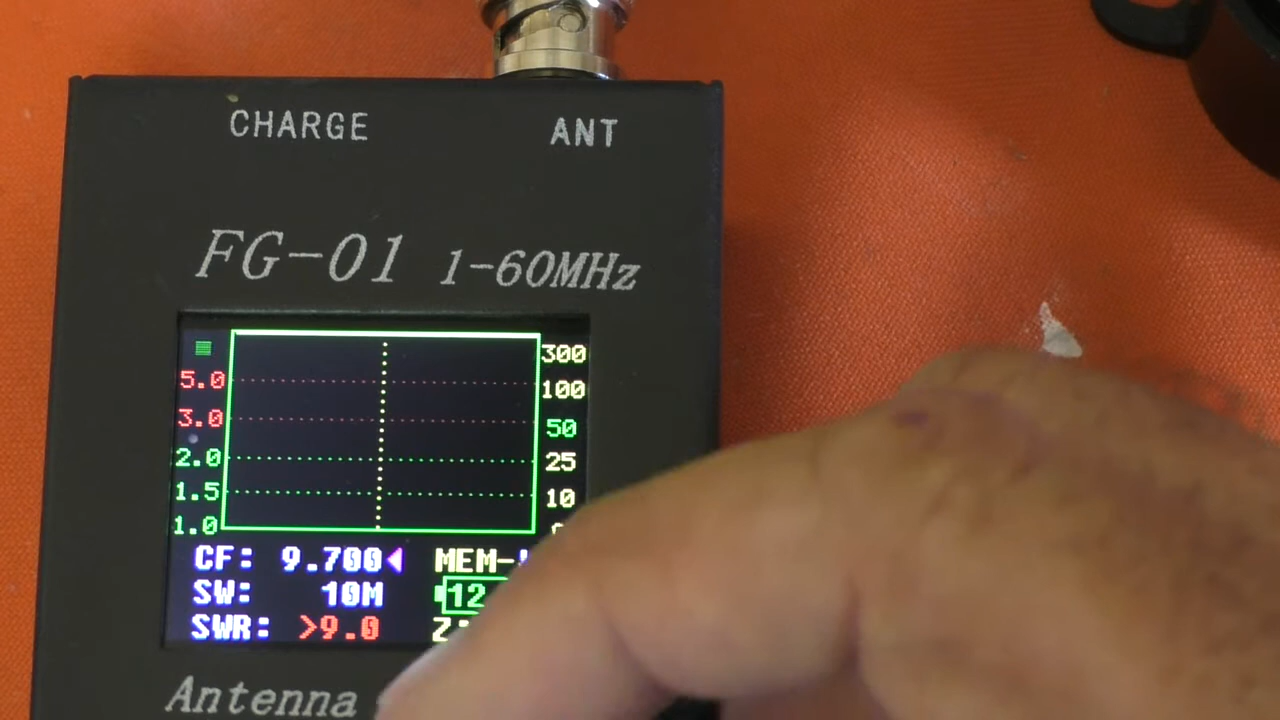 CHARGE ANT
FG-01 1-60MHz
300
5.0 100
3.0 50
2.0 25
1.5 10
1.0
CF: 9.700 MEM-
SW: 10M 12
SWR: >9.0 Z:
Antenna